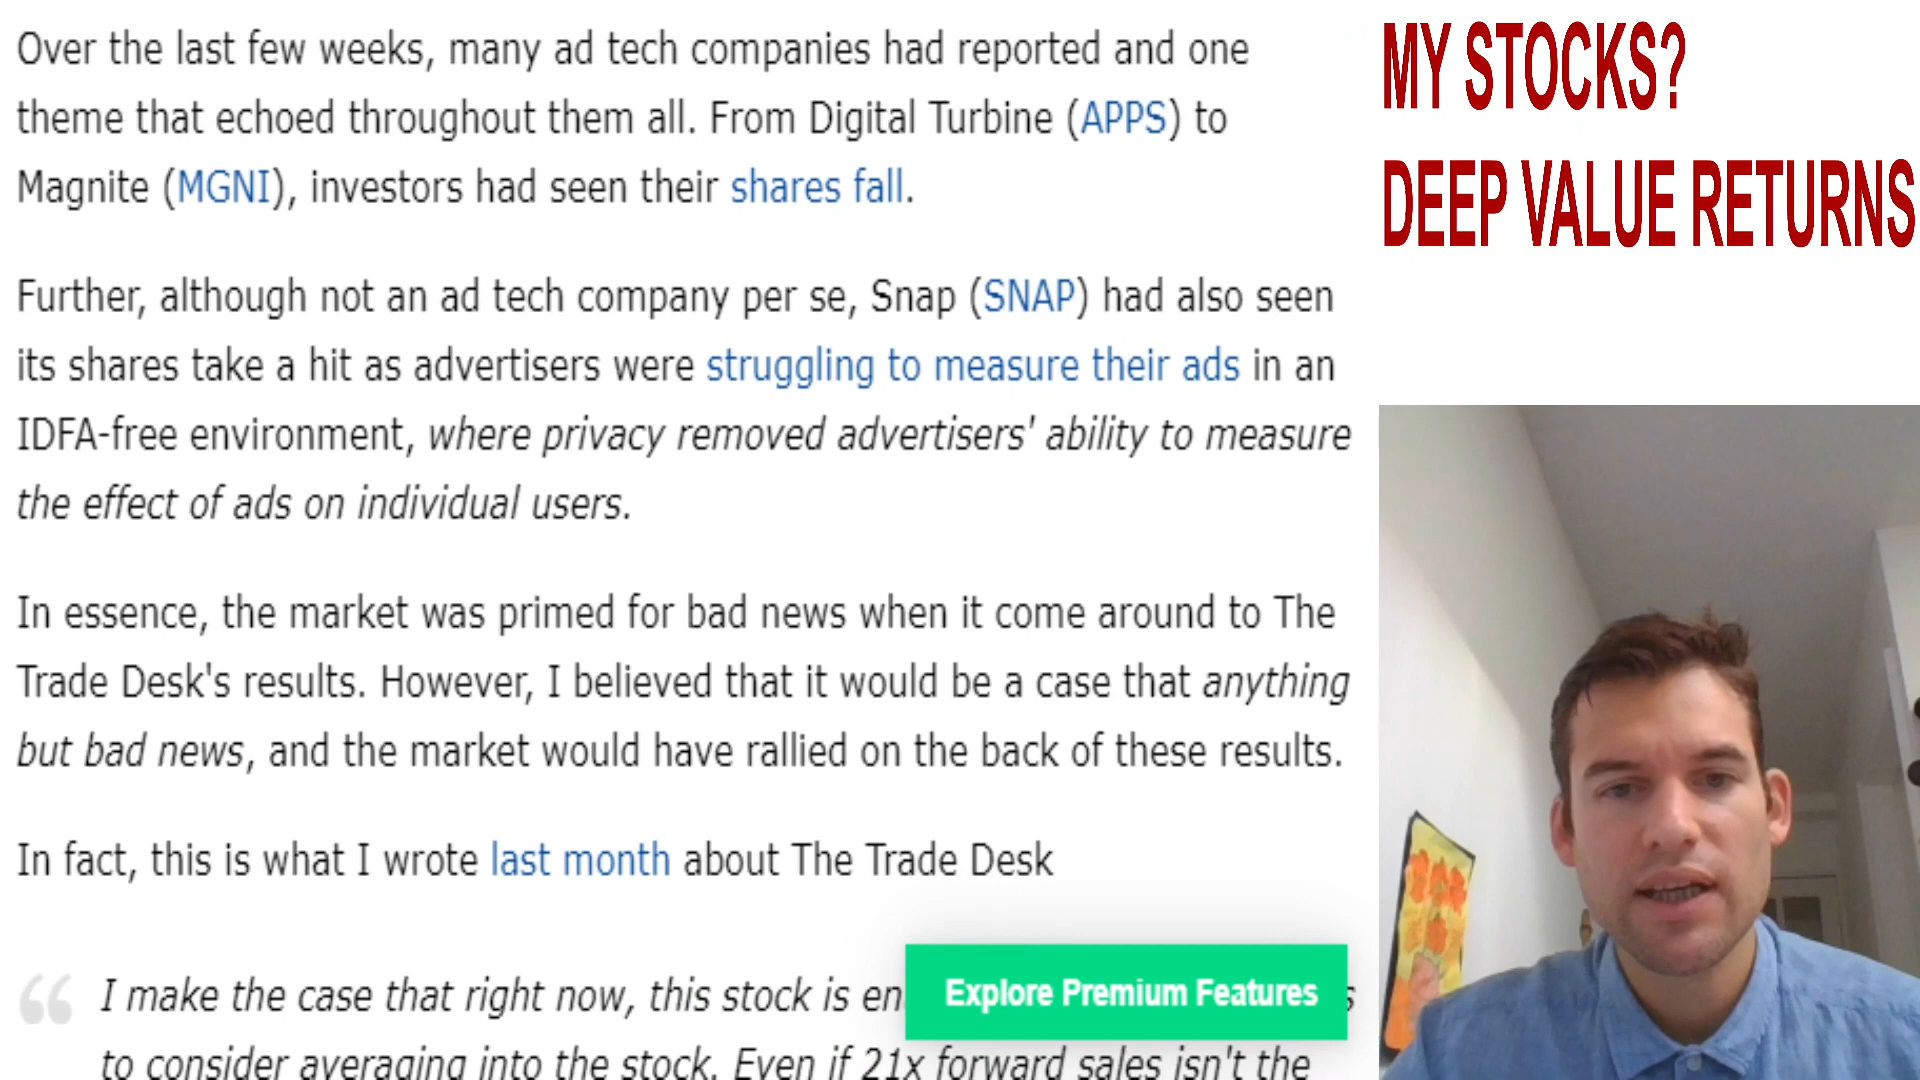 Over the last few weeks, many ad tech companies had reported and one
theme that echoed throughout them all. From Digital Turbine (APPS) to
Magnite (MGNI), investors had seen their shares fall.
Further, although not an ad tech company per se, Snap (SNAP) had also seen
its shares take a hit as advertisers were struggling to measure their ads in an
IDFA-free environment, where privacy removed advertisers' ability to measure
the effect of ads on individual users.
In essence, the market was primed for bad news when it come around to The
Trade Desk's results. However, I believed that it would be a case that anything
but bad news, and the market would have rallied on the back of these results.
In fact, this is what I wrote last month about The Trade Desk
“ I make the case that right now, this stock is
to consider averaging into the stock. Even if 21x forward sales isn't the
Explore Premium Features
MY STOCKS?
DEEP VALUE RETURNS